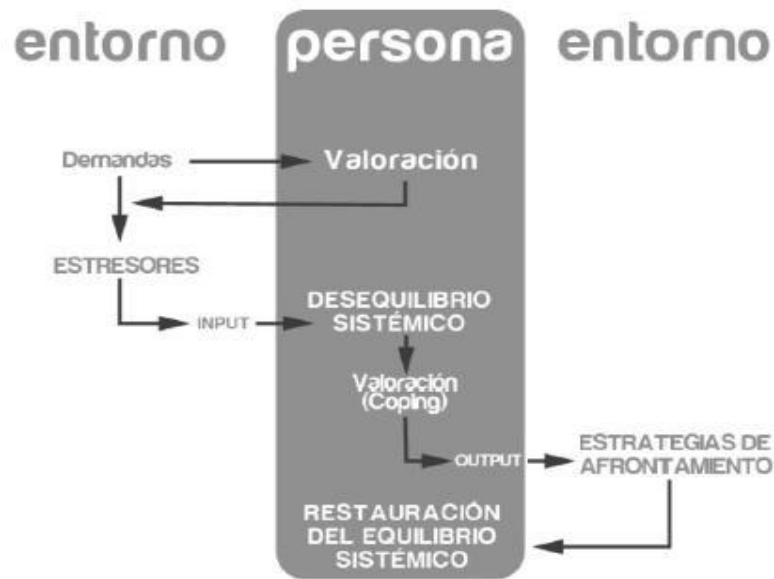 entorno persona entorno
Demandas Valoración
ESTRESORES
INPUT
DESEQUILIBRIO
SISTÉMICO
Valoración
(Coping)
OUTPUT
ESTRATEGIAS DE
AFRONTAMIENTO
RESTAURACIÓN
DEL EQUILIBRIO
SISTÉMICO